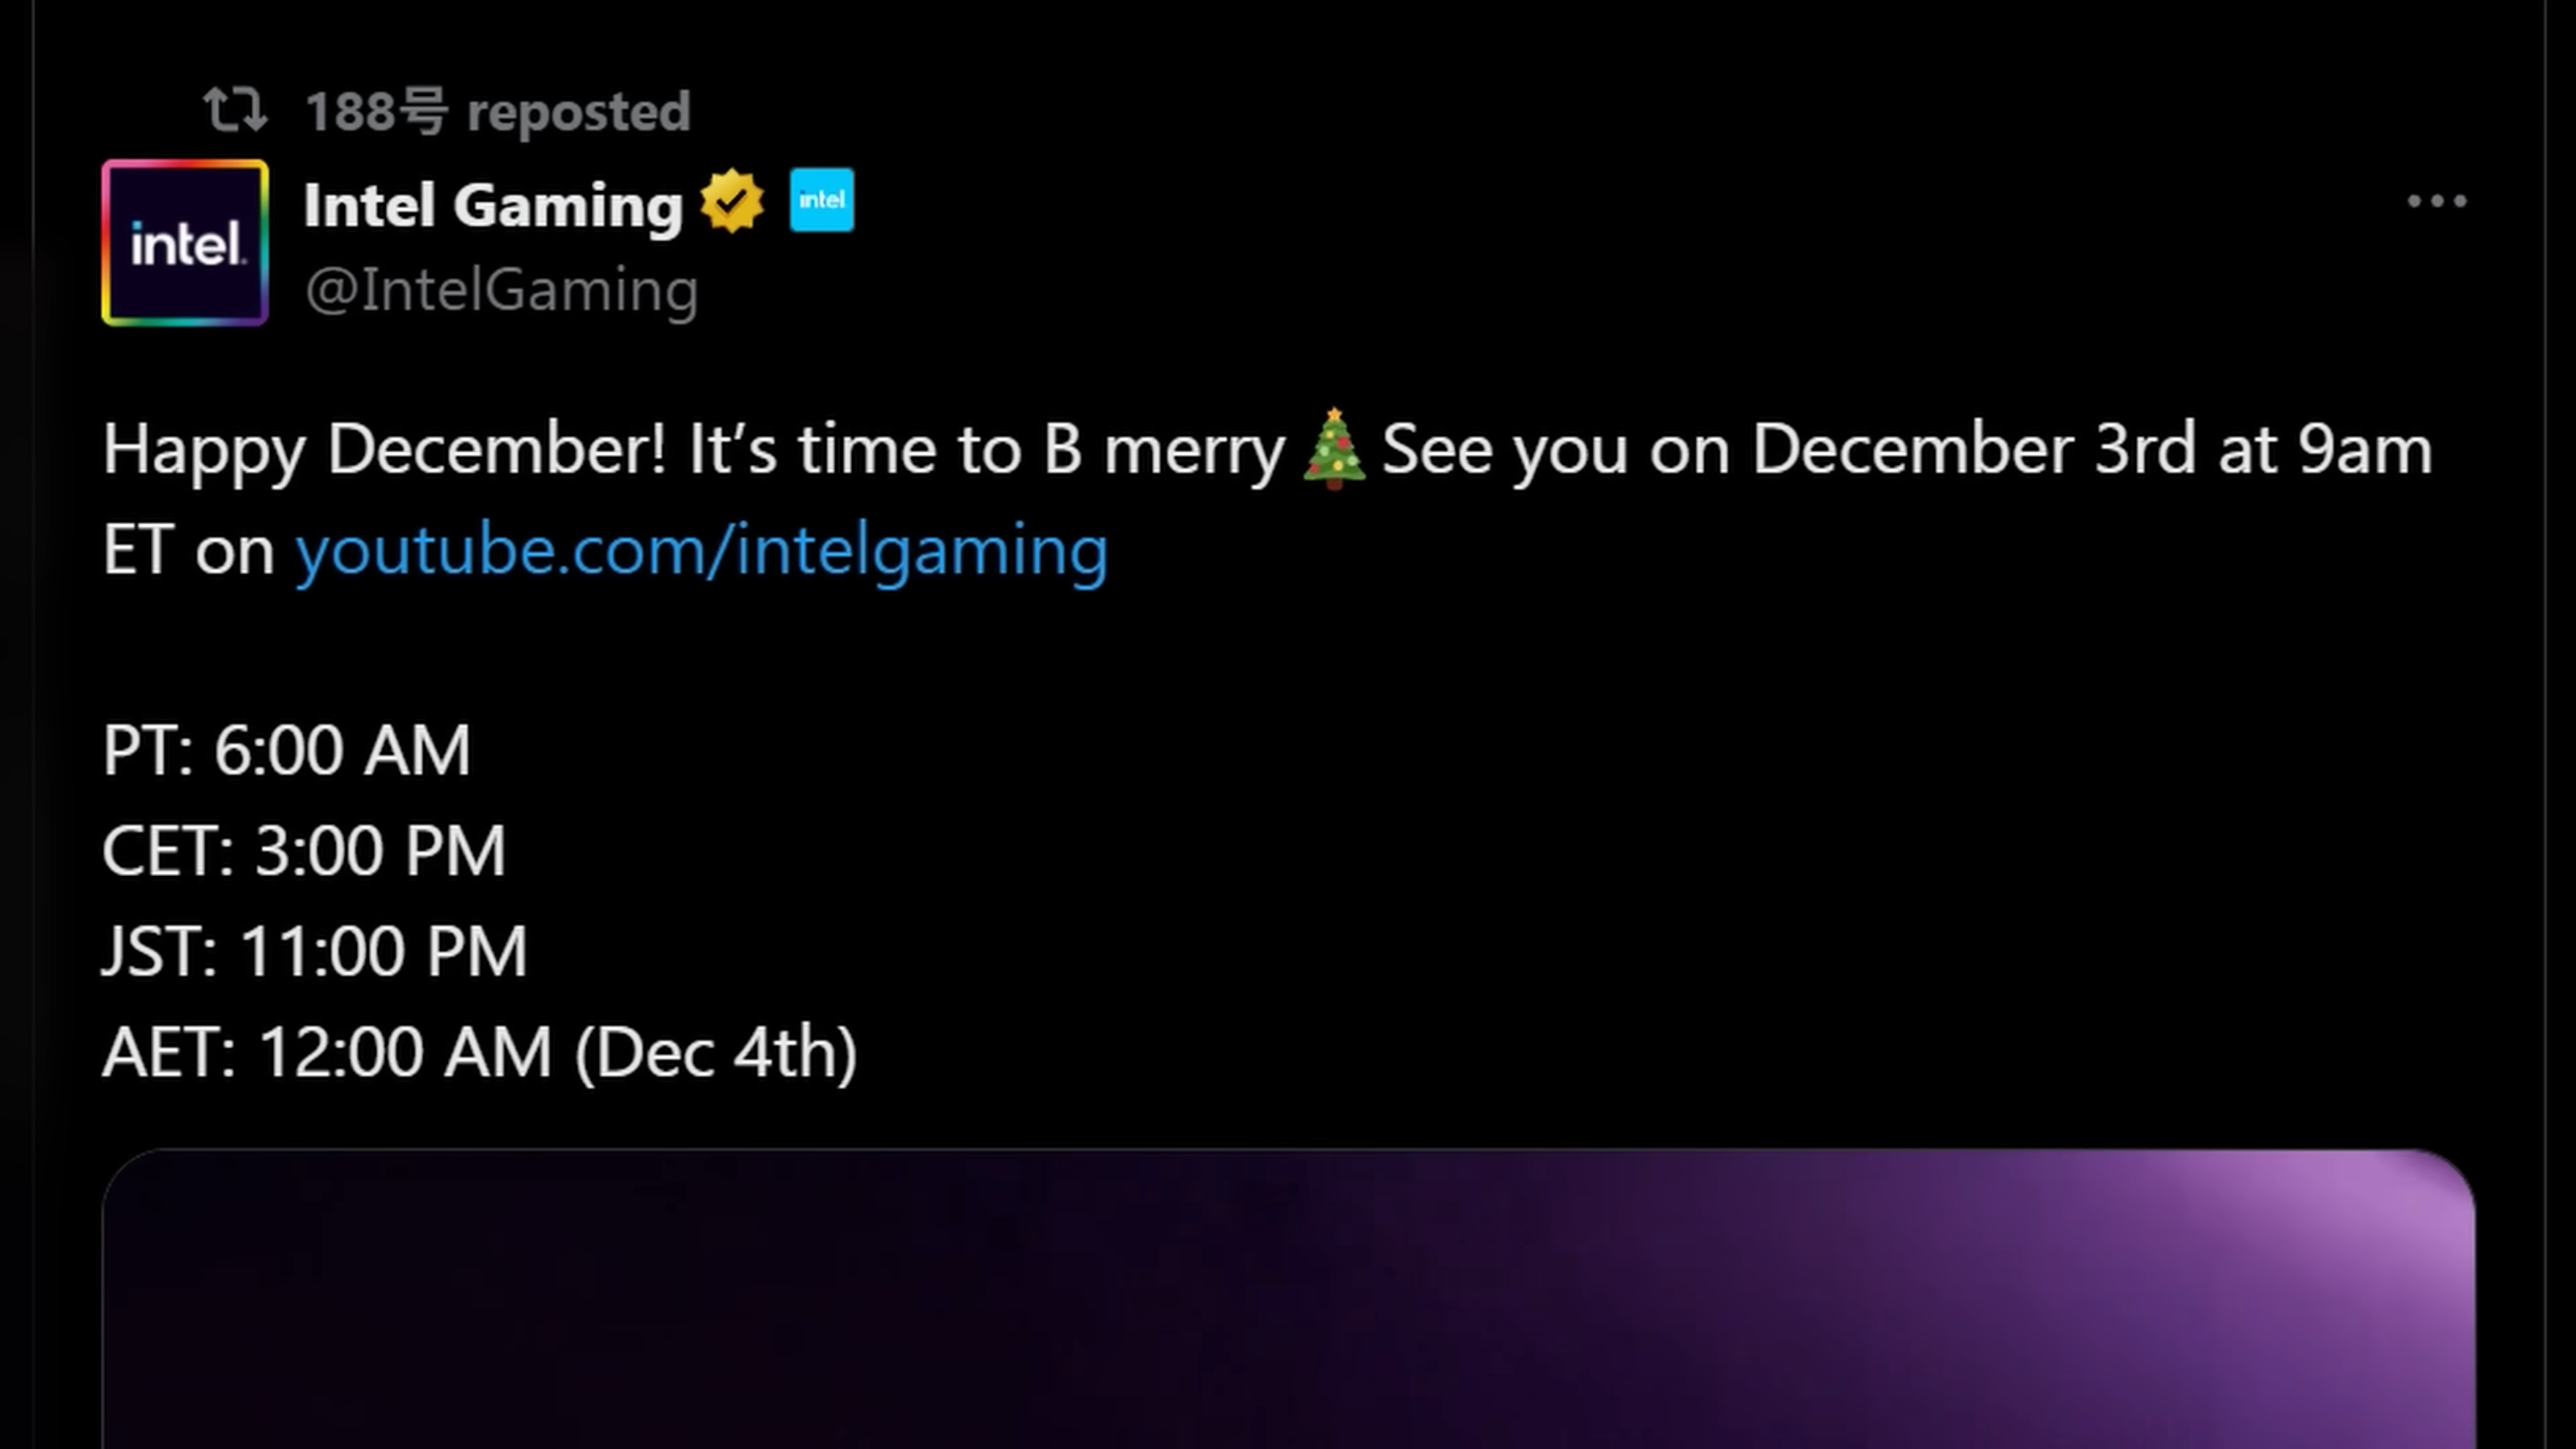 188号 reposted
intel.
Intel Gaming
intel
@IntelGaming
Happy December! It’s time to B merry🎄See you on December 3rd at 9am
ET on youtube.com/intelgaming
PT: 6:00 AM
CET: 3:00 PM
JST: 11:00 PM
AET: 12:00 AM (Dec 4th)